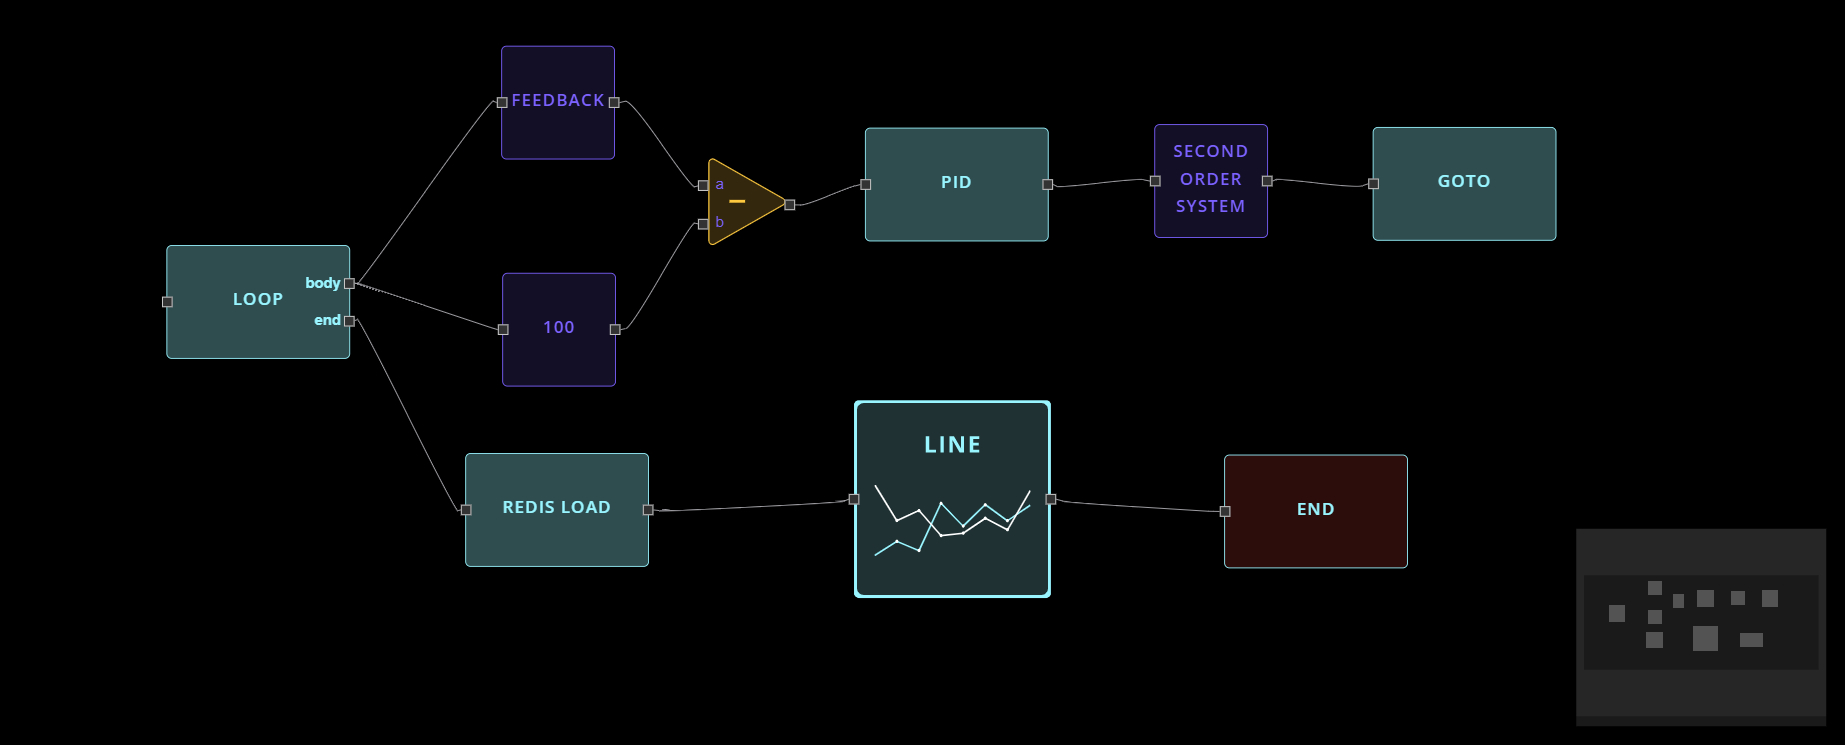 FEEDBACK
a
–
b
PID
SECOND
ORDER
SYSTEM
GOTO
LOOP
body
end
100
REDIS LOAD
LINE
END